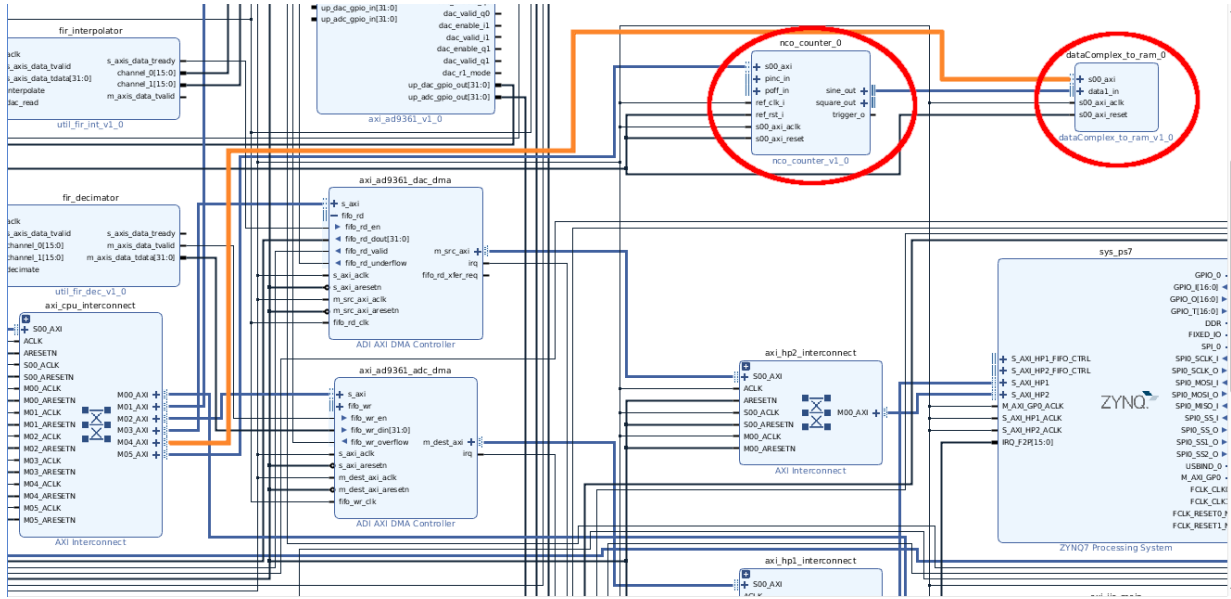 fir_interpolator
aclk
s_axis_data_tvalid
s_axis_data_tdata[31:0]
interpolate
dac_read
s_axis_data_tready
channel_0[15:0]
channel_1[15:0]
m_axis_data_tvalid
util_fir_int_v1_0
up_dac_gpio_in[31:0]
up_adc_gpio_in[31:0]
dac_valid_q0
dac_enable_i1
dac_valid_i1
dac_enable_q1
dac_valid_q1
dac_r1_mode
up_dac_gpio_out[31:0]
up_adc_gpio_out[31:0]
axi_ad9361_v1_0
nco_counter_0
s00_axi
pinc_in
poff_in
ref_clk_i
ref_rst_i
s00_axi_aclk
s00_axi_reset
sine_out
square_out
trigger_o
nco_counter_v1_0
dataComplex_to_ram_0
s00_axi
data1_in
s00_axi_aclk
s00_axi_reset
dataComplex_to_ram_v1_0
fir_decimator
aclk
s_axis_data_tvalid
channel_0[15:0]
channel_1[15:0]
decimate
s_axis_data_tready
m_axis_data_tvalid
m_axis_data_tdata[31:0]
util_fir_dec_v1_0
axi_ad9361_dac_dma
s_axi
fifo_rd
fifo_rd_en
fifo_rd_dout[31:0]
fifo_rd_valid
fifo_rd_underflow
s_axi_aclk
s_axi_aresetn
m_src_axi_aclk
m_src_axi_aresetn
fifo_rd_clk
m_src_axi
irq
fifo_rd_xfer_req
ADI AXI DMA Controller
axi_cpu_interconnect
S00_AXI
ACLK
ARESETN
S00_ACLK
S00_ARESETN
M00_ACLK
M00_ARESETN
M01_ACLK
M01_ARESETN
M02_ACLK
M02_ARESETN
M03_ACLK
M03_ARESETN
M04_ACLK
M04_ARESETN
M05_ACLK
M05_ARESETN
M00_AXI
M01_AXI
M02_AXI
M03_AXI
M04_AXI
M05_AXI
AXI Interconnect
axi_ad9361_adc_dma
s_axi
fifo_wr
fifo_wr_en
fifo_wr_din[31:0]
fifo_wr_overflow
s_axi_aclk
s_axi_aresetn
m_dest_axi_aclk
m_dest_axi_aresetn
fifo_wr_clk
m_dest_axi
irq
ADI AXI DMA Controller
axi_hp2_interconnect
S00_AXI
ACLK
ARESETN
S00_ACLK
S00_ARESETN
M00_ACLK
M00_ARESETN
M00_AXI
AXI Interconnect
axi_hp1_interconnect
S00_AXI
sys_ps7
S_AXI_HP1_FIFO_CTRL
S_AXI_HP2_FIFO_CTRL
S_AXI_HP1
S_AXI_HP2
M_AXI_GP0_ACLK
S_AXI_HP1_ACLK
S_AXI_HP2_ACLK
IRQ_F2P[15:0]
ZYNQ
GPIO_0
GPIO_I[16:0]
GPIO_O[16:0]
GPIO_T[16:0]
DDR
FIXED_IO
SPI_0
SPI0_SCLK_I
SPI0_SCLK_O
SPI0_MOSI_I
SPI0_MOSI_O
SPI0_MISO_I
SPI0_SS_I
SPI0_SS_O
SPI0_SS1_O
SPI0_SS2_O
USBIND_0
M_AXI_GP0
FCLK_CLK
FCLK_CLK
FCLK_RESET0_N
FCLK_RESET1_N
ZYNQ7 Processing System